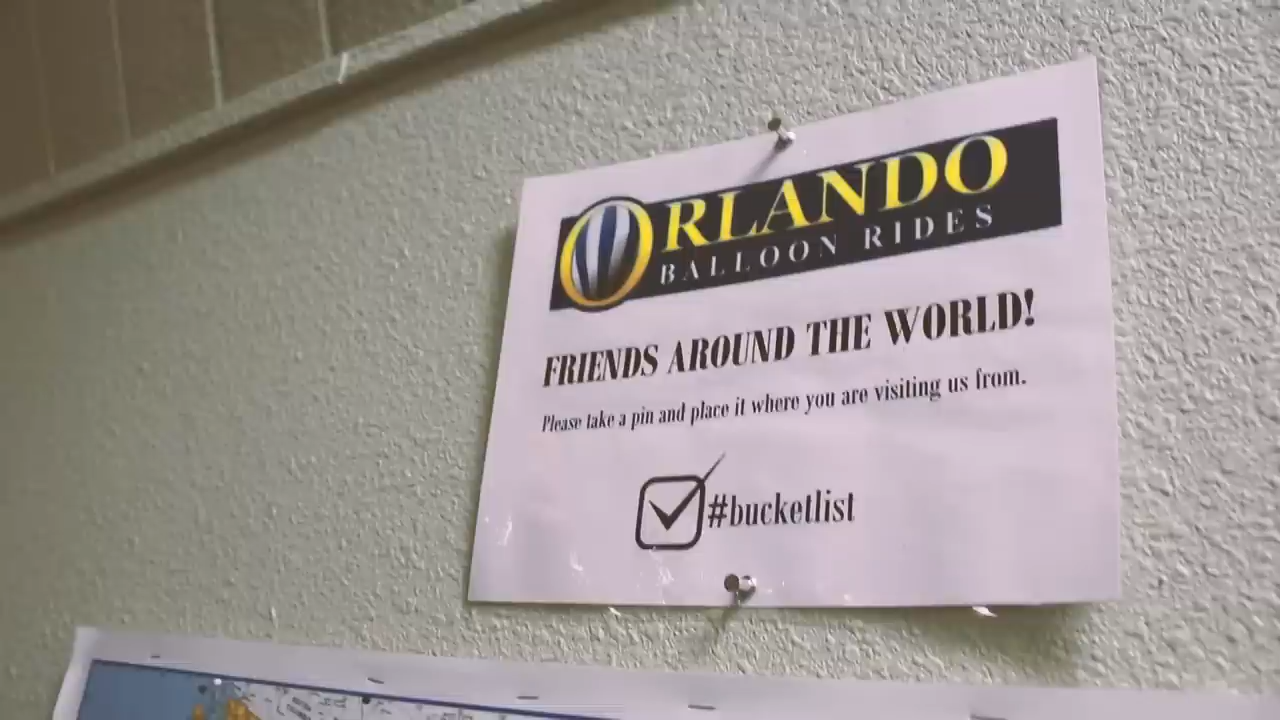 ORLANDO
BALLOON RIDES
FRIENDS AROUND THE WORLD!
Please take a pin and place it where you are visiting us from.
#bucketlist